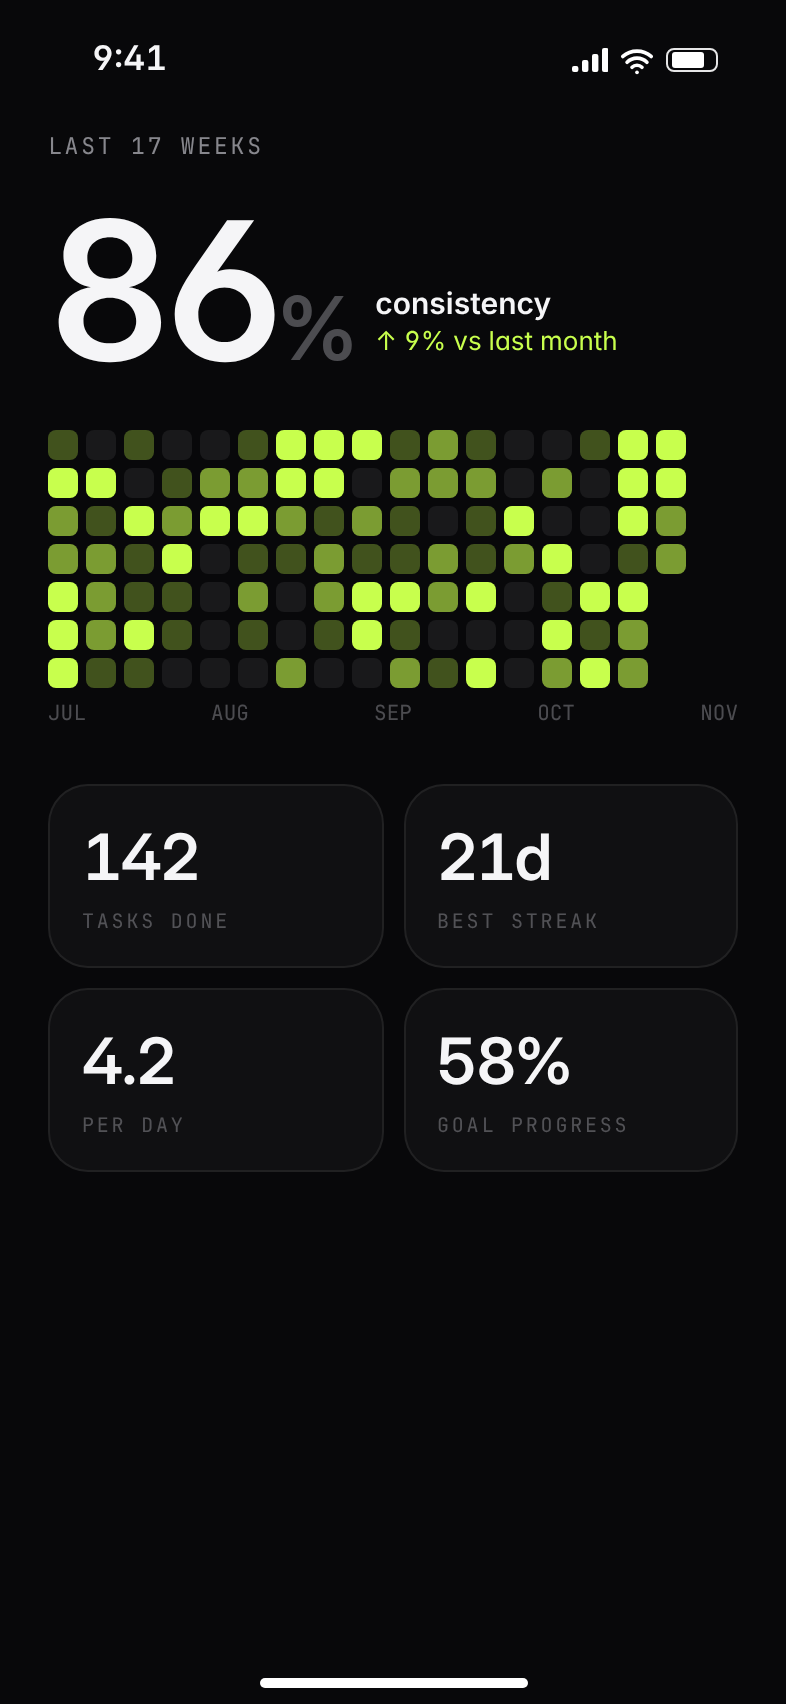 9:41
LAST 17 WEEKS
86%
consistency
↑ 9% vs last month
JUL AUG SEP OCT NOV
142
TASKS DONE
21d
BEST STREAK
4.2
PER DAY
58%
GOAL PROGRESS